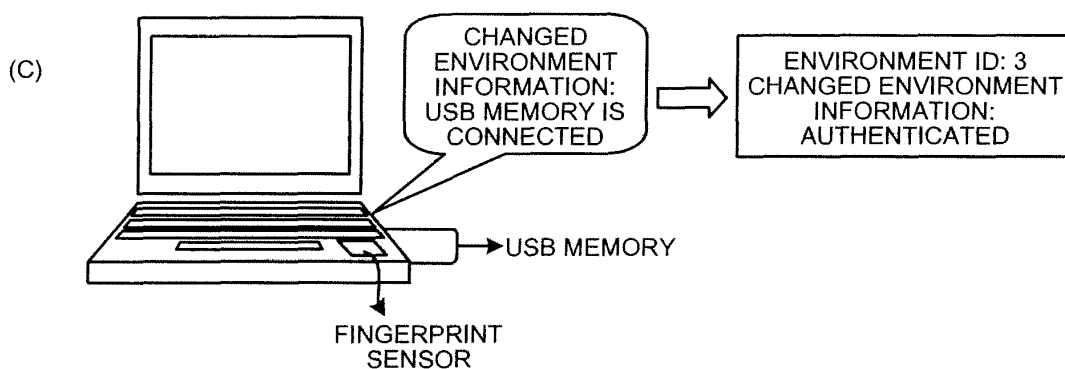 (C)
CHANGED
ENVIRONMENT
INFORMATION:
USB MEMORY IS
CONNECTED
ENVIRONMENT ID: 3
CHANGED ENVIRONMENT
INFORMATION:
AUTHENTICATED
USB MEMORY
FINGERPRINT
SENSOR